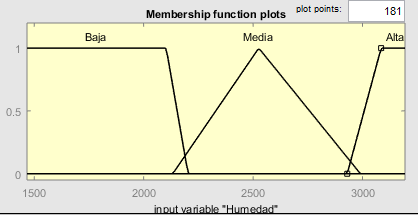 Membership function plots
plot points:
181
Baja
Media
Alta
1
0.5
0
1500
2000
2500
3000
input variable "Humedad"